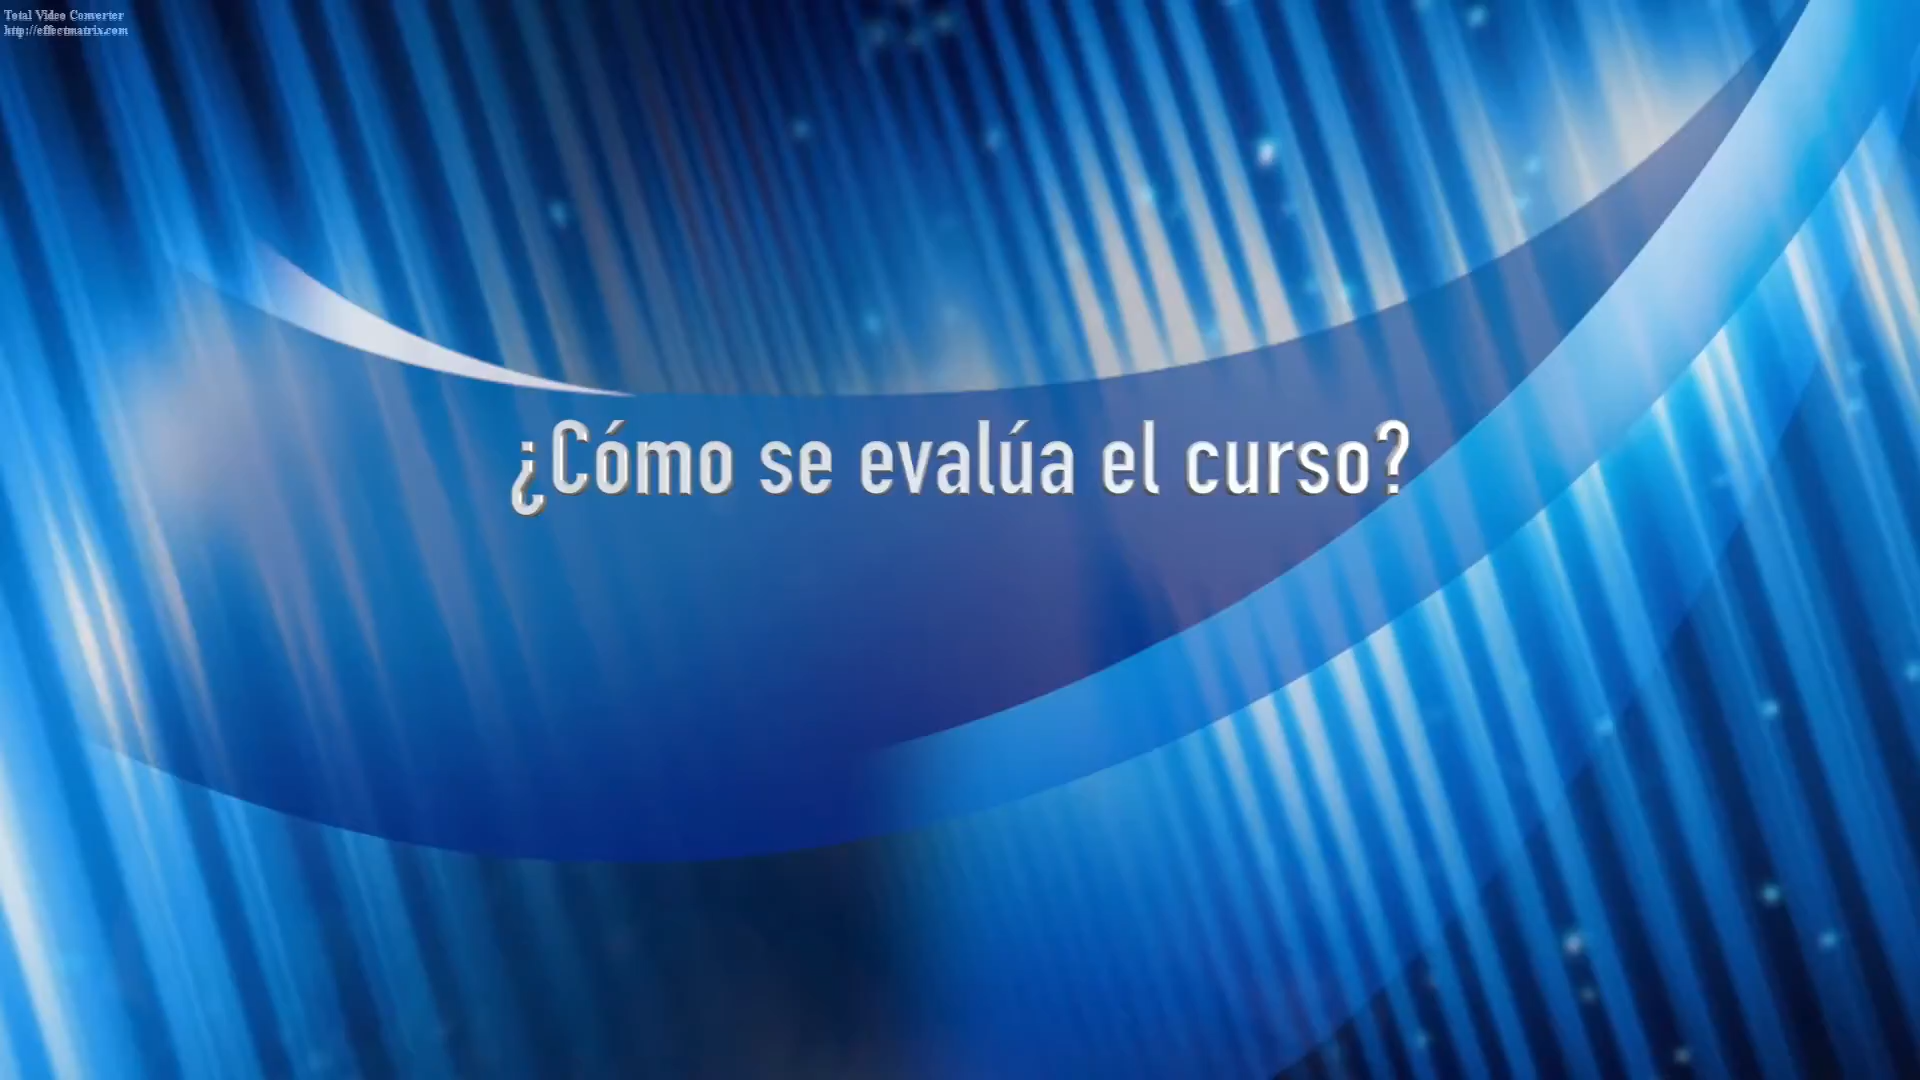 Total Video Converter
http://effectmatrix.com
¿Cómo se evalúa el curso?